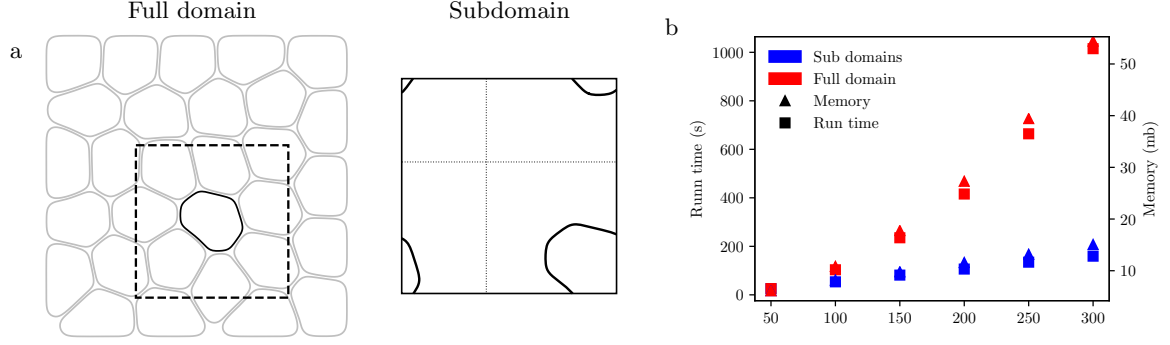 Full domain
Subdomain
a
b
Sub domains
Full domain
Memory
Run time
Runn time (s)
1000
800
600
400
200
0
50
100
150
200
250
300
50
40
30
20
10
Memory (mb)